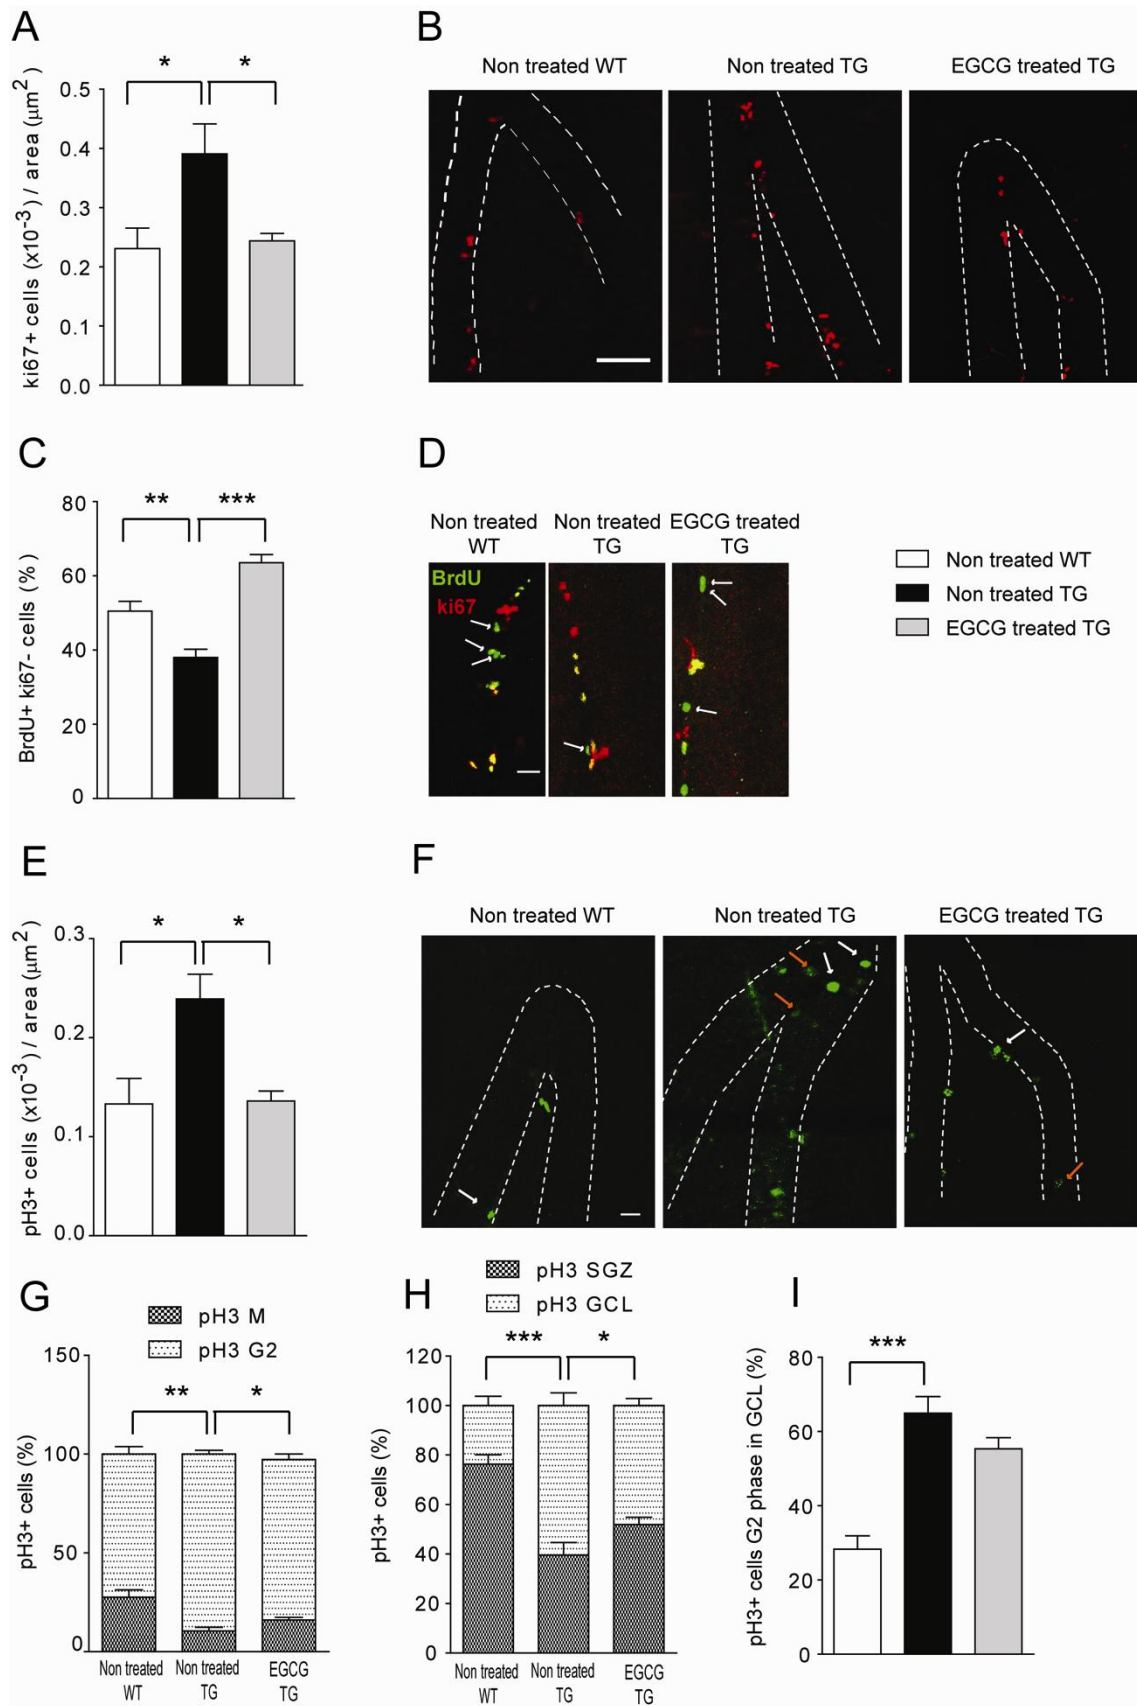 A
ki67+ cells (x10-3) / area (μm2)
0.5
0.4
0.3
0.2
0.1
0.0
*
*
B
Non treated WT
Non treated TG
EGCG treated TG
C
BrdU+ ki67- cells (%)
80
60
40
20
0
**
***
D
Non treated
WT
Non treated
TG
EGCG treated
TG
BrdU
ki67
Non treated WT
Non treated TG
EGCG treated TG
E
pH3+ cells (x10-3) / area (μm2)
0.3
0.2
0.1
0.0
*
*
F
Non treated WT
Non treated TG
EGCG treated TG
G
pH3 M
pH3 G2
pH3+ cells (%)
150
100
50
0
**
*
Non treated
WT
Non treated
TG
EGCG
TG
H
pH3 SGZ
pH3 GCL
pH3+ cells (%)
120
100
80
60
40
20
0
***
*
Non treated
WT
Non treated
TG
EGCG
TG
I
pH3+ cells G2 phase in GCL (%)
80
60
40
20
0
***